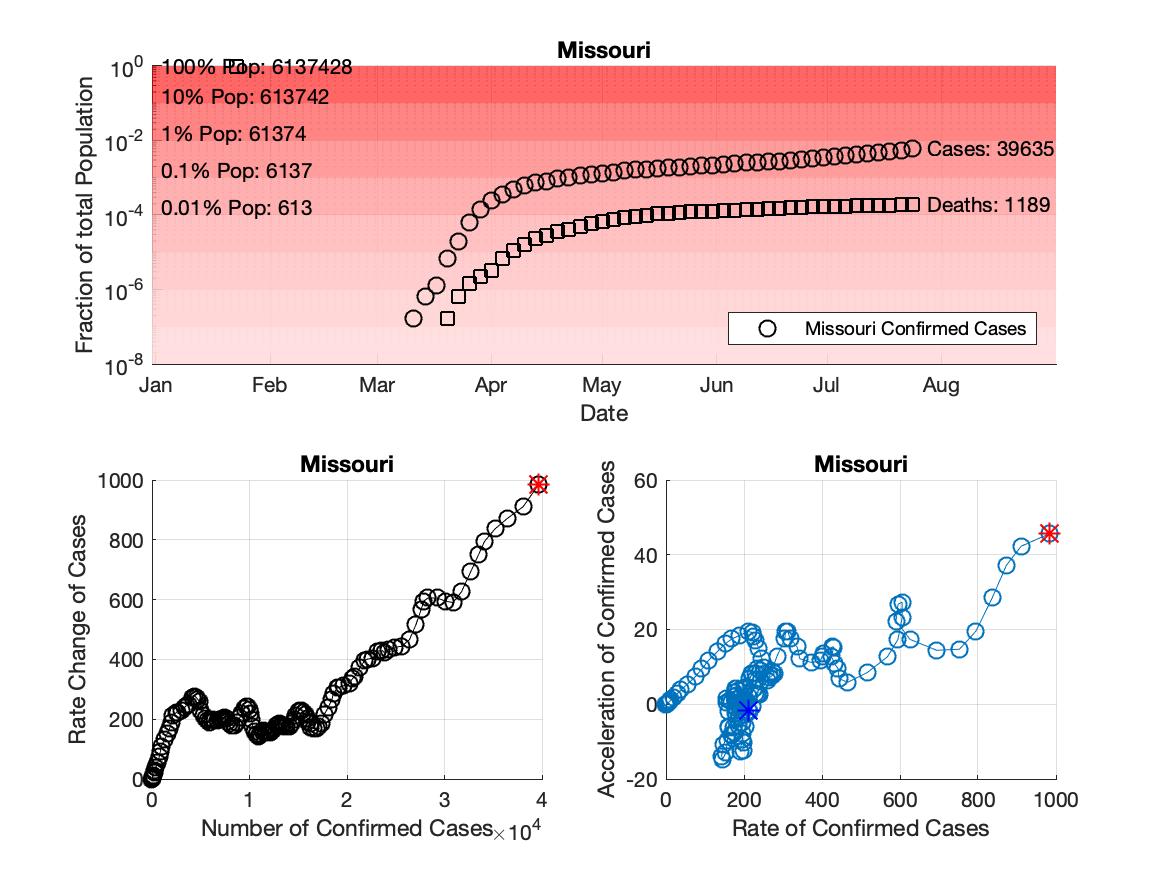 Missouri
10^0
100% Pop: 6137428
10% Pop: 613742
10^-2
1% Pop: 61374
Cases: 39635
0.1% Pop: 6137
10^-4
0.01% Pop: 613
Deaths: 1189
10^-6
Missouri Confirmed Cases
10^-8
Fraction of total Population
Jan Feb Mar Apr May Jun Jul Aug
Date
Missouri
1000
800
600
400
200
0
Rate Change of Cases
0 1 2 3 4
Number of Confirmed Cases ×10^4
Missouri
60
40
20
0
-20
Acceleration of Confirmed Cases
0 200 400 600 800 1000
Rate of Confirmed Cases